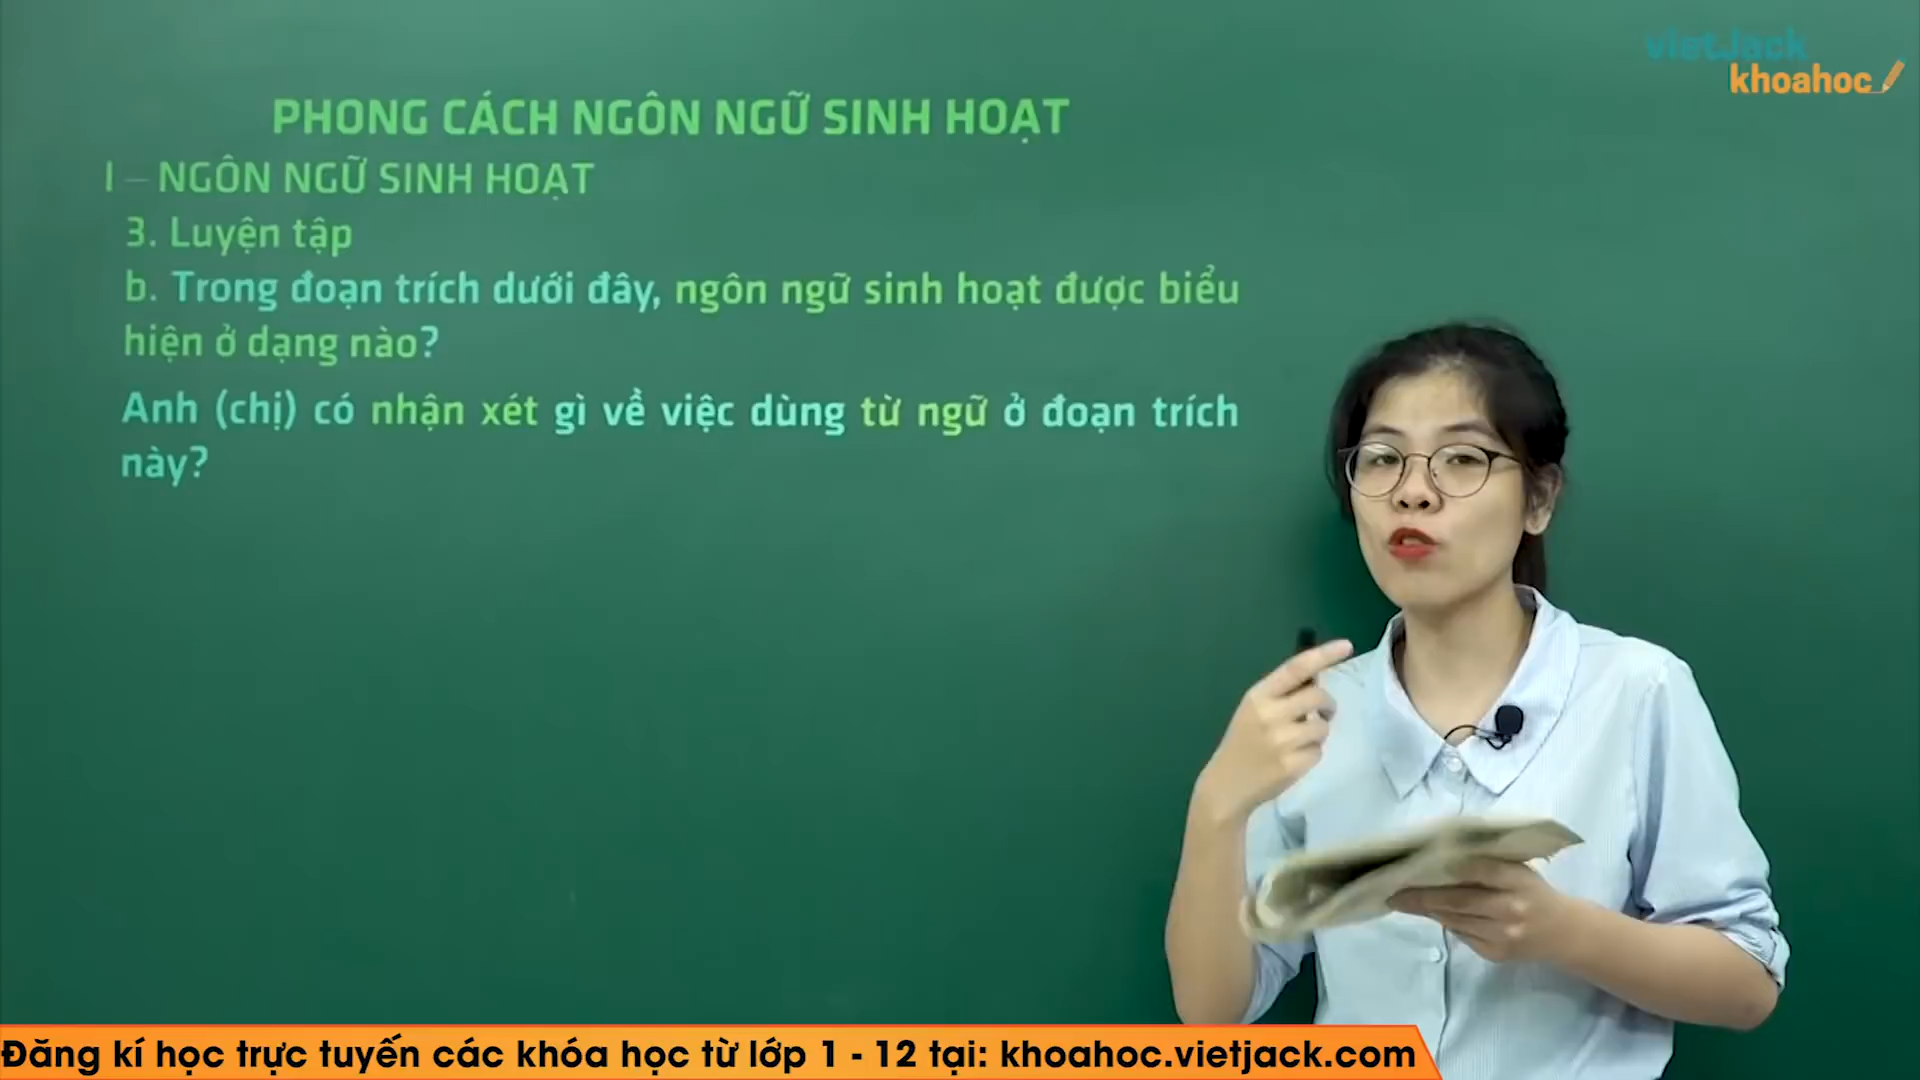 vietJack
khoahoc
PHONG CÁCH NGÔN NGỮ SINH HOẠT
I – NGÔN NGỮ SINH HOẠT
3. Luyện tập
b. Trong đoạn trích dưới đây, ngôn ngữ sinh hoạt được biểu
hiện ở dạng nào?
Anh (chị) có nhận xét gì về việc dùng từ ngữ ở đoạn trích
này?
Đăng kí học trực tuyến các khóa học từ lớp 1 - 12 tại: khoahoc.vietjack.com